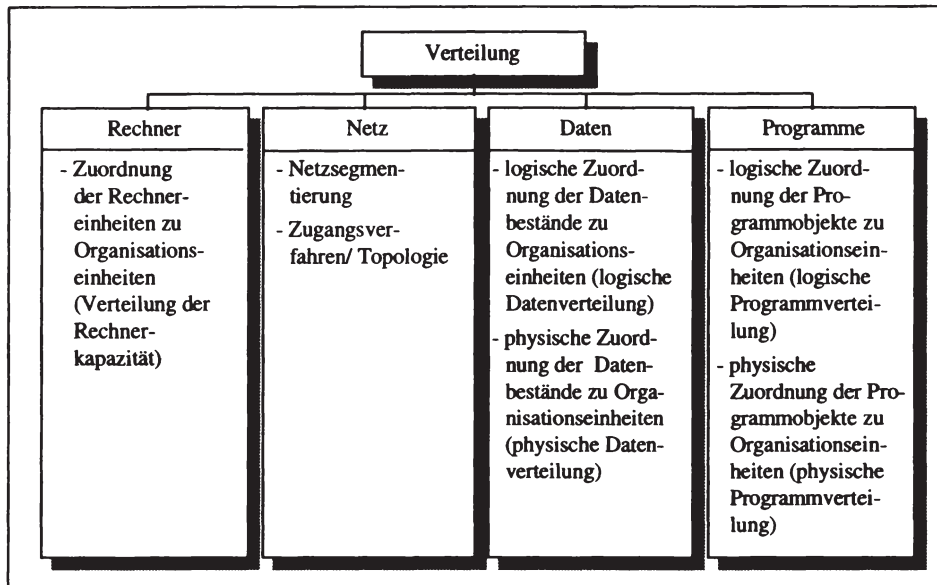 Verteilung
Rechner
- Zuordnung
der Rechner-
einheiten zu
Organisations-
einheiten
(Verteilung der
Rechner-
kapazität)
Netz
- Netzsegmen-
tierung
- Zugangsver-
fahren/ Topologie
Daten
- logische Zuord-
nung der Daten-
bestände zu
Organisations-
einheiten (logische
Datenverteilung)
- physische Zuord-
nung der Daten-
bestände zu Orga-
nisationseinheiten
(physische Daten-
verteilung)
Programme
- logische Zuord-
nung der Pro-
grammobjekte zu
Organisationsein-
heiten (logische
Programmvertei-
lung)
- physische
Zuordnung der Pro-
grammobjekte zu
Organisationsein-
heiten (physische
Programmvertei-
lung)